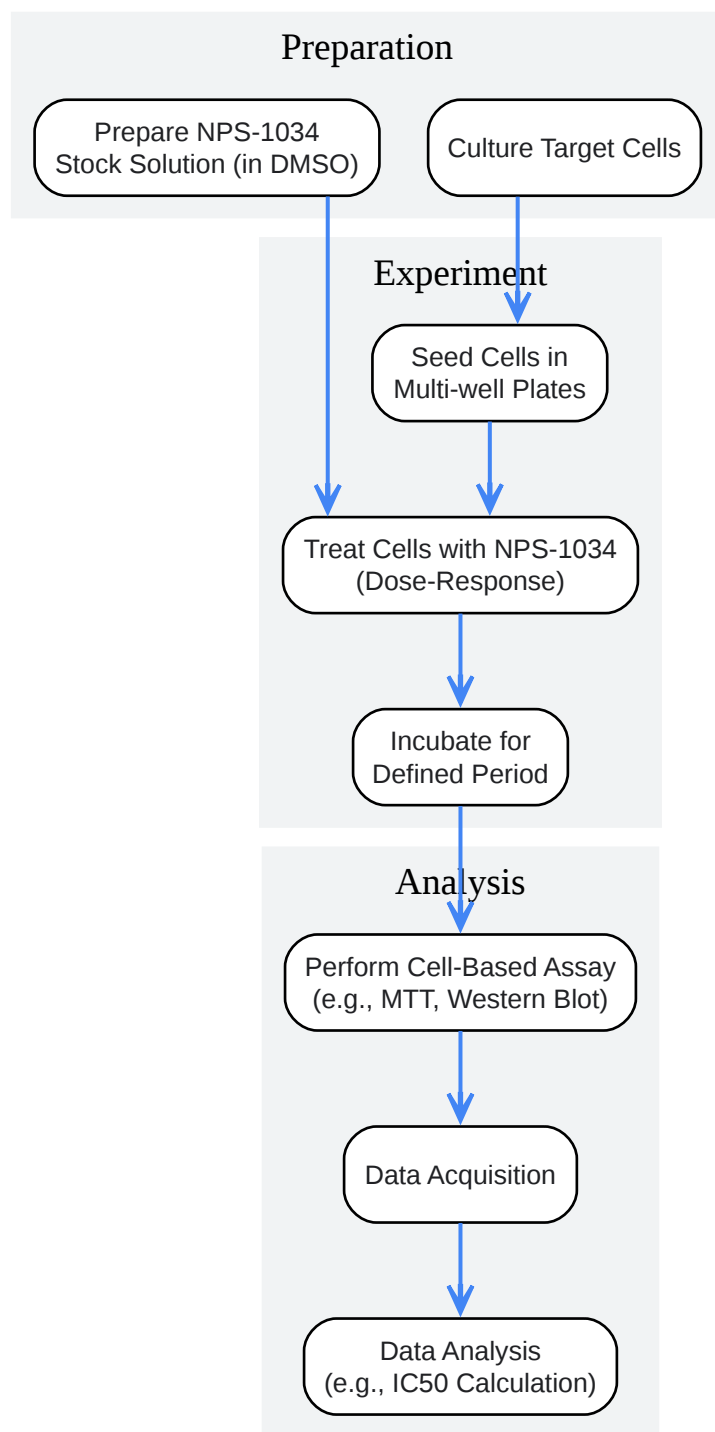 Preparation
Prepare NPS-1034
Stock Solution (in DMSO)
Culture Target Cells
Experiment
Seed Cells in
Multi-well Plates
Treat Cells with NPS-1034
(Dose-Response)
Incubate for
Defined Period
Analysis
Perform Cell-Based Assay
(e.g., MTT, Western Blot)
Data Acquisition
Data Analysis
(e.g., IC50 Calculation)